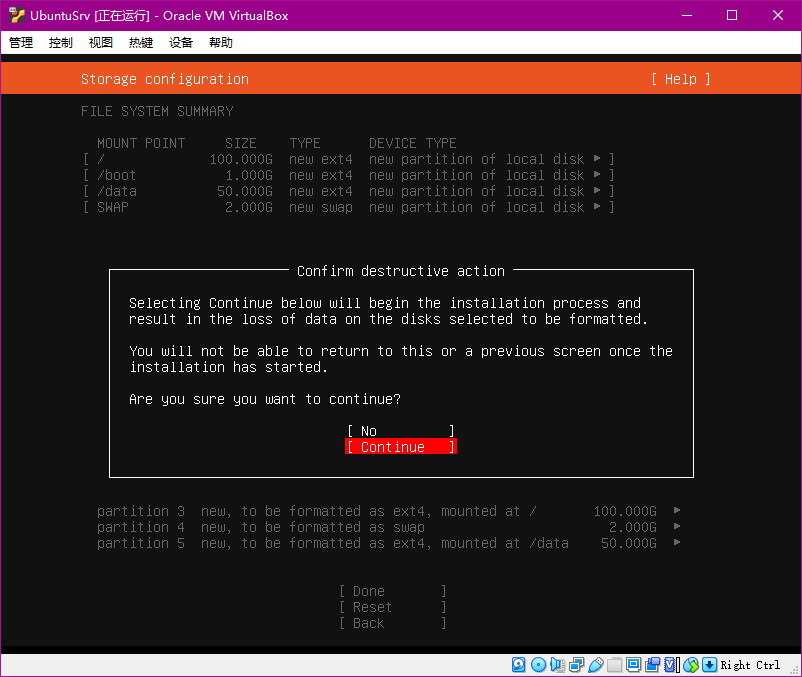 UbuntuSrv [正在运行] - Oracle VM VirtualBox
管理 控制 视图 热键 设备 帮助
Storage configuration [ Help ]
FILE SYSTEM SUMMARY
MOUNT POINT SIZE TYPE DEVICE TYPE
[ / 100.000G new ext4 new partition of local disk ▸ ]
[ /boot 1.000G new ext4 new partition of local disk ▸ ]
[ /data 50.000G new ext4 new partition of local disk ▸ ]
[ SWAP 2.000G new swap new partition of local disk ▸ ]
Confirm destructive action
Selecting Continue below will begin the installation process and
result in the loss of data on the disks selected to be formatted.
You will not be able to return to this or a previous screen once the
installation has started.
Are you sure you want to continue?
[ No ]
[ Continue ]
partition 3 new, to be formatted as ext4, mounted at / 100.000G ▸
partition 4 new, to be formatted as swap 2.000G ▸
partition 5 new, to be formatted as ext4, mounted at /data 50.000G ▸
[ Done ]
[ Reset ]
[ Back ]
Right Ctrl